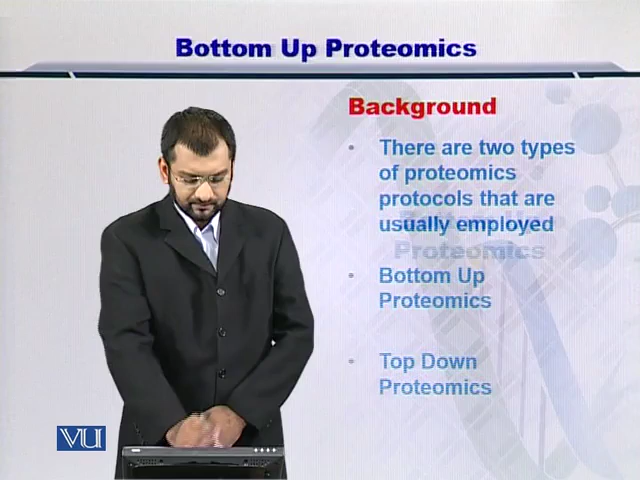 Bottom Up Proteomics
Background
• There are two types
of proteomics
protocols that are
usually employed
Proteomics
• Bottom Up
Proteomics
• Top Down
Proteomics
VU